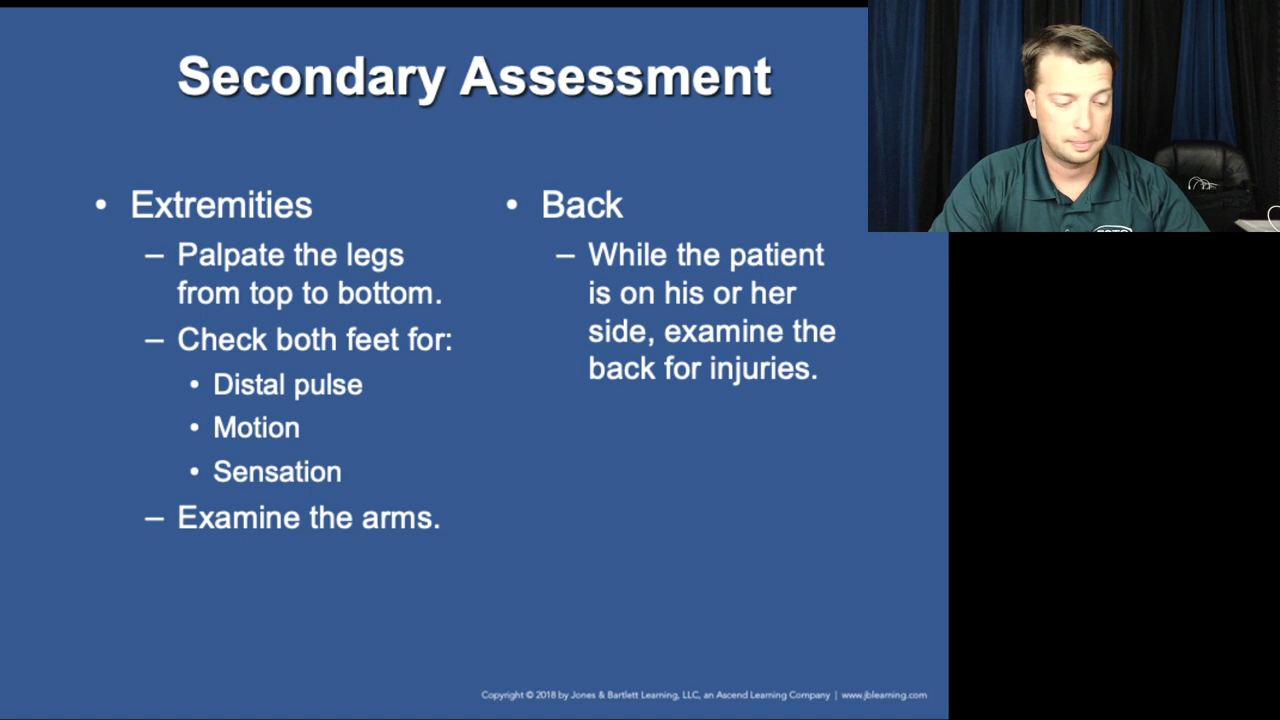 Secondary Assessment
• Extremities
– Palpate the legs
from top to bottom.
– Check both feet for:
• Distal pulse
• Motion
• Sensation
– Examine the arms.
• Back
– While the patient
is on his or her
side, examine the
back for injuries.
Copyright © 2018 by Jones & Bartlett Learning, LLC, an Ascend Learning Company | www.jblearning.com